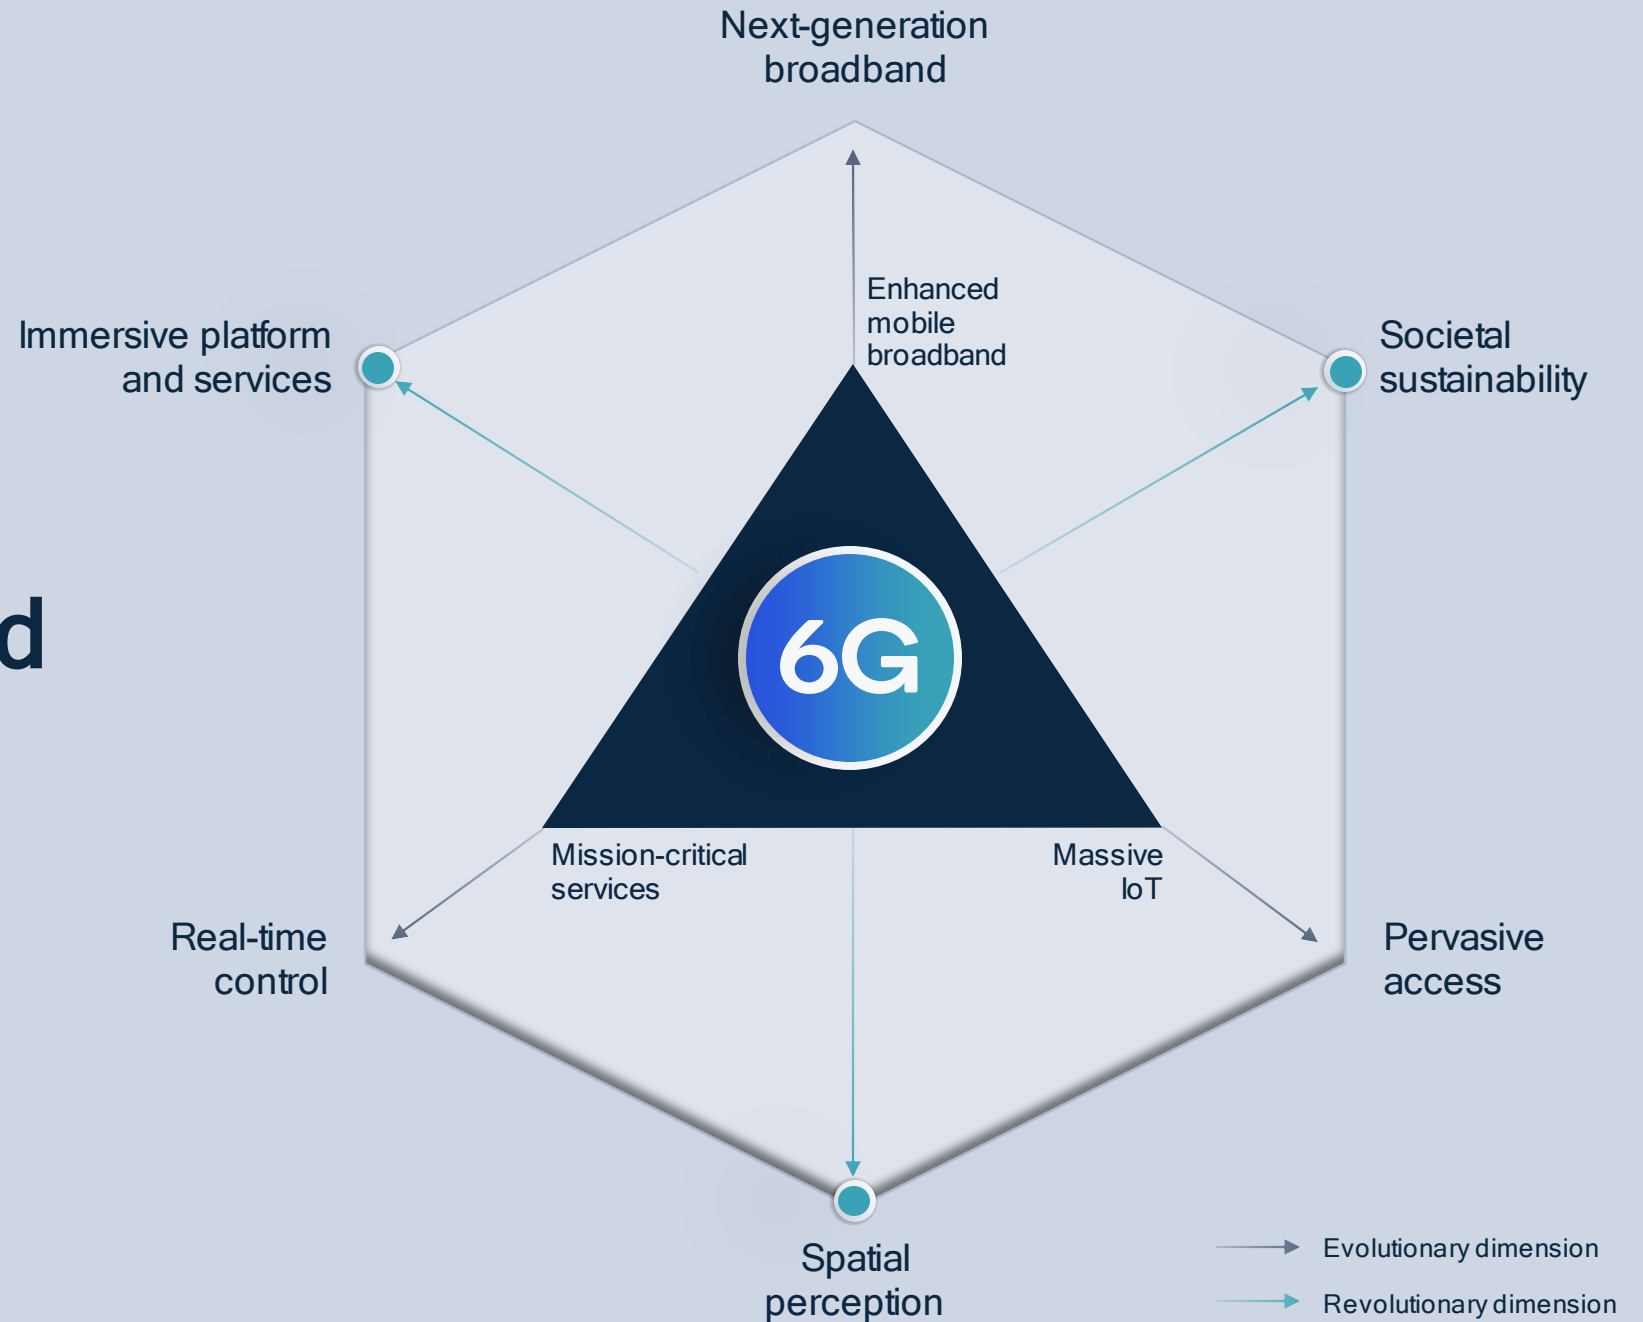 Next-generation
broadband
Enhanced
mobile
broadband
Immersive platform
and services
Societal
sustainability
d
6G
Mission-critical
services
Massive
IoT
Real-time
control
Pervasive
access
Spatial
perception
Evolutionary dimension
Revolutionary dimension